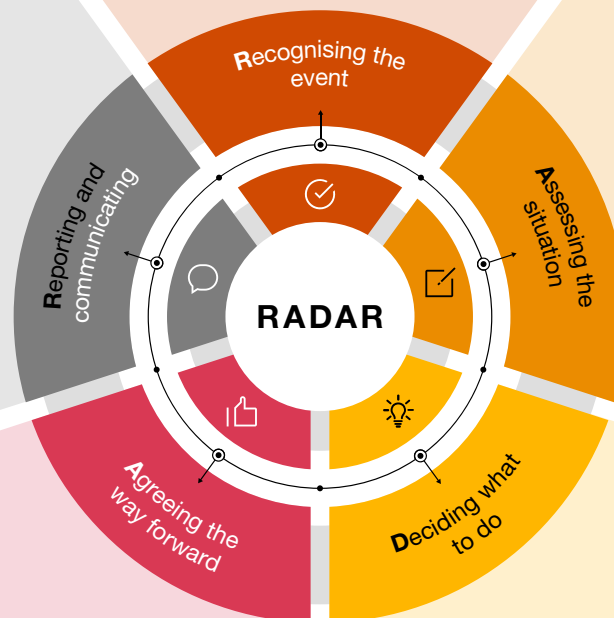 RADAR
Recognising the
event
Assessing the
situation
Deciding what
to do
Agreeing the
way forward
Reporting and
communicating